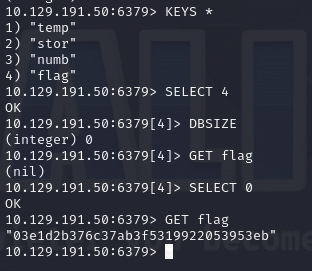 10.129.191.50:6379> KEYS *
1) "temp"
2) "stor"
3) "numb"
4) "flag"
10.129.191.50:6379> SELECT 4
OK
10.129.191.50:6379[4]> DBSIZE
(integer) 0
10.129.191.50:6379[4]> GET flag
(nil)
10.129.191.50:6379[4]> SELECT 0
OK
10.129.191.50:6379> GET flag
"03e1d2b376c37ab3f5319922053953eb"
10.129.191.50:6379>